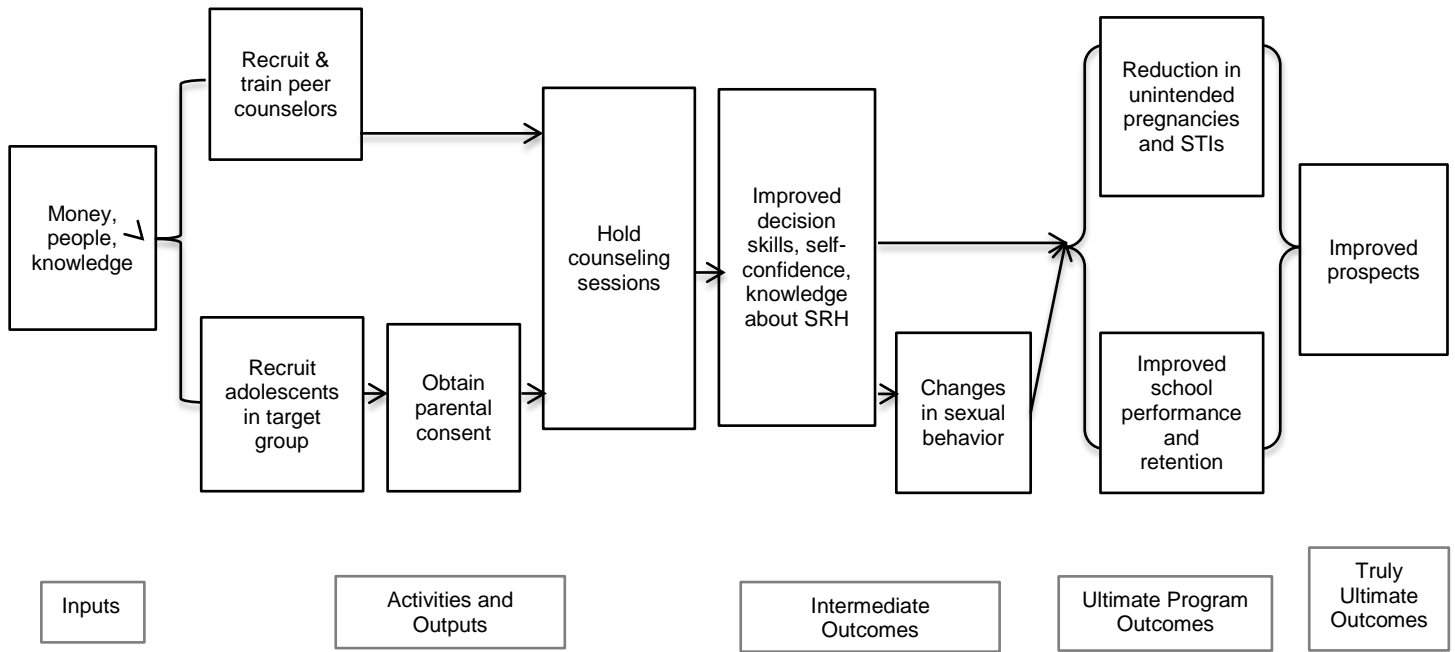 Recruit &
train peer
counselors
Money,
people,
knowledge
Recruit
adolescents
in target
group
Obtain
parental
consent
Hold
counseling
sessions
Improved
decision
skills, self-
confidence,
knowledge
about SRH
Changes
in sexual
behavior
Reduction in
unintended
pregnancies
and STIs
Improved
school
performance
and
retention
Improved
prospects
Inputs
Activities and
Outputs
Intermediate
Outcomes
Ultimate Program
Outcomes
Truly
Ultimate
Outcomes